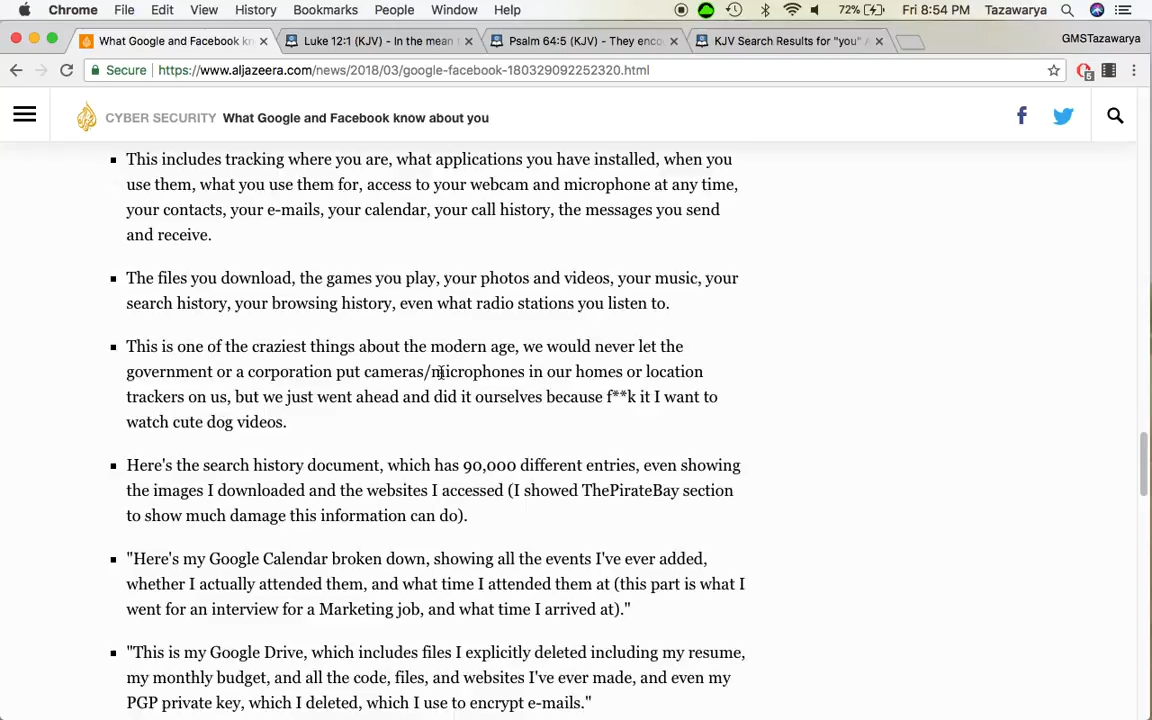 Chrome File Edit View History Bookmarks People Window Help 72% Fri 8:54 PM Tazawarya
What Google and Facebook kn Luke 12:1 (KJV) - In the mean t Psalm 64:5 (KJV) - They enco KJV Search Results for "you" GMSTazawarya
Secure https://www.aljazeera.com/news/2018/03/google-facebook-180329092252320.html
CYBER SECURITY What Google and Facebook know about you
This includes tracking where you are, what applications you have installed, when you
use them, what you use them for, access to your webcam and microphone at any time,
your contacts, your e-mails, your calendar, your call history, the messages you send
and receive.
The files you download, the games you play, your photos and videos, your music, your
search history, your browsing history, even what radio stations you listen to.
This is one of the craziest things about the modern age, we would never let the
government or a corporation put cameras/microphones in our homes or location
trackers on us, but we just went ahead and did it ourselves because f**k it I want to
watch cute dog videos.
Here's the search history document, which has 90,000 different entries, even showing
the images I downloaded and the websites I accessed (I showed ThePirateBay section
to show much damage this information can do).
"Here's my Google Calendar broken down, showing all the events I've ever added,
whether I actually attended them, and what time I attended them at (this part is what I
went for an interview for a Marketing job, and what time I arrived at)."
"This is my Google Drive, which includes files I explicitly deleted including my resume,
my monthly budget, and all the code, files, and websites I've ever made, and even my
PGP private key, which I deleted, which I use to encrypt e-mails."